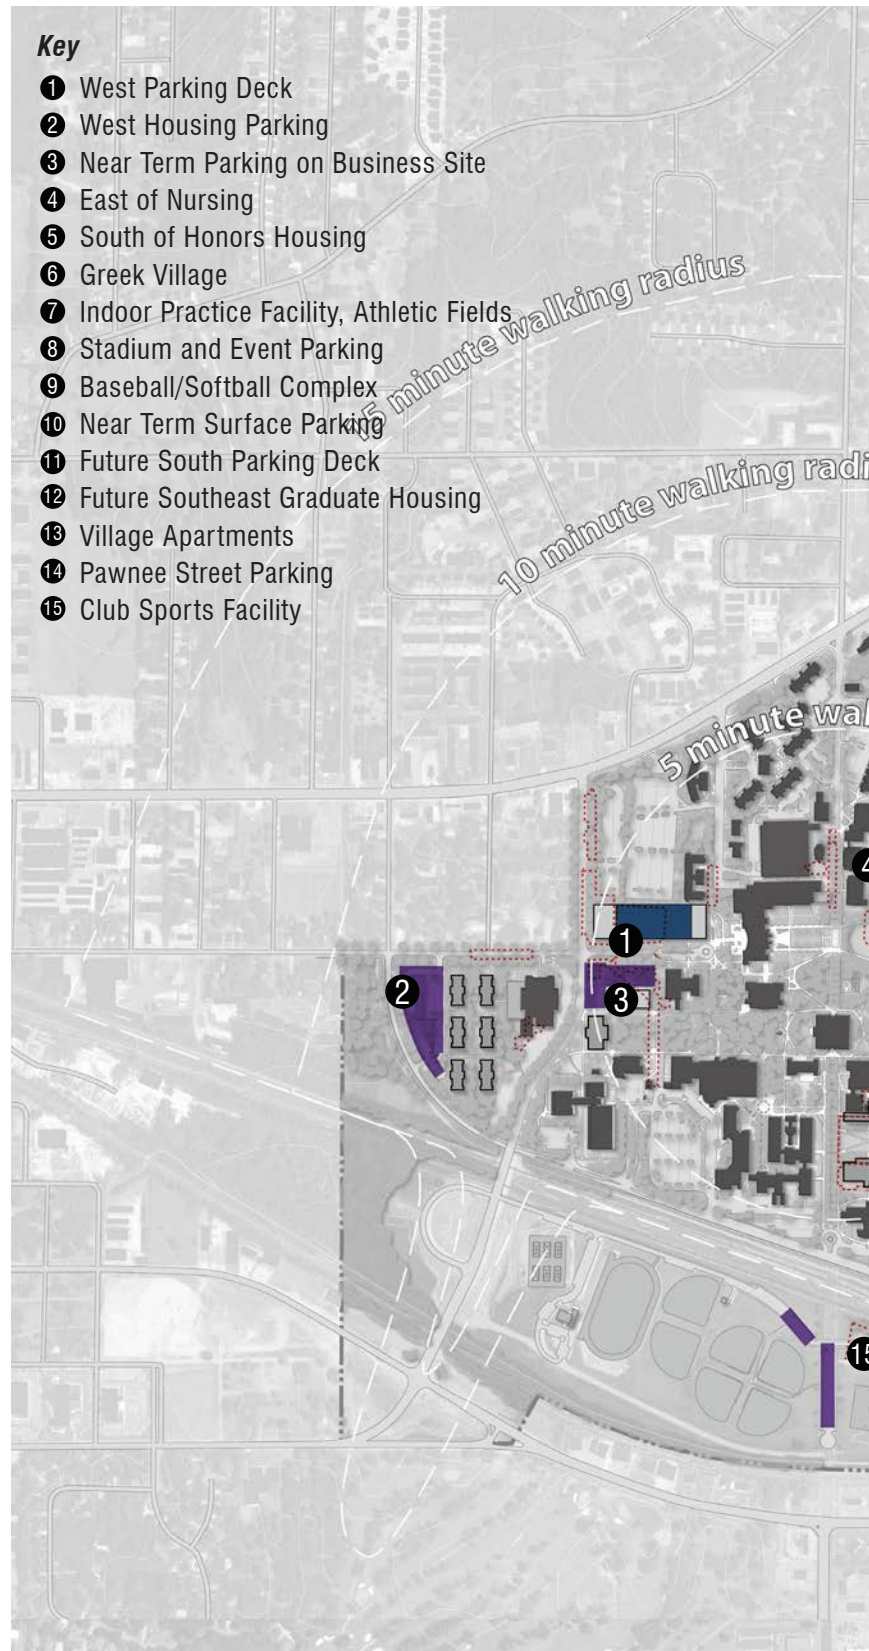 Key
1 West Parking Deck
2 West Housing Parking
3 Near Term Parking on Business Site
4 East of Nursing
5 South of Honors Housing
6 Greek Village
7 Indoor Practice Facility, Athletic Fields
8 Stadium and Event Parking
9 Baseball/Softball Complex
10 Near Term Surface Parking
11 Future South Parking Deck
12 Future Southeast Graduate Housing
13 Village Apartments
14 Pawnee Street Parking
15 Club Sports Facility
15 minute walking radius
10 minute walking radi
5 minute wal
4
1
2
3
15